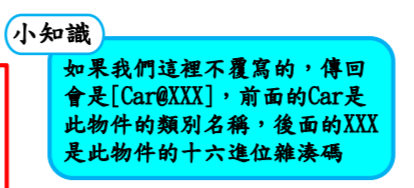 小知識
如果我們這裡不覆寫的，傳回
會是[Car@XXX]，前面的Car是
此物件的類別名稱，後面的XXX
是此物件的十六進位雜湊碼